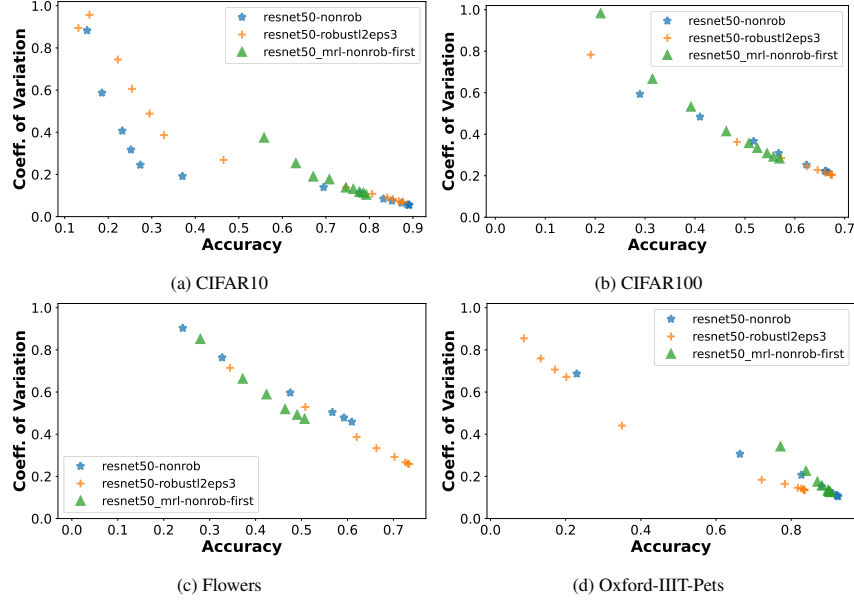 1.0
0.8
0.6
0.4
0.2
0.0
Coeff. of Variation
0.1 0.2 0.3 0.4 0.5 0.6 0.7 0.8 0.9
Accuracy
resnet50-nonrob
resnet50-robustl2eps3
resnet50_mrl-nonrob-first
(a) CIFAR10
1.0
0.8
0.6
0.4
0.2
0.0
Coeff. of Variation
0.0 0.1 0.2 0.3 0.4 0.5 0.6 0.7
Accuracy
resnet50-nonrob
resnet50-robustl2eps3
resnet50_mrl-nonrob-first
(b) CIFAR100
1.0
0.8
0.6
0.4
0.2
0.0
Coeff. of Variation
0.0 0.1 0.2 0.3 0.4 0.5 0.6 0.7
Accuracy
resnet50-nonrob
resnet50-robustl2eps3
resnet50_mrl-nonrob-first
(c) Flowers
1.0
0.8
0.6
0.4
0.2
0.0
Coeff. of Variation
0.0 0.2 0.4 0.6 0.8
Accuracy
resnet50-nonrob
resnet50-robustl2eps3
resnet50_mrl-nonrob-first
(d) Oxford-IIIT-Pets